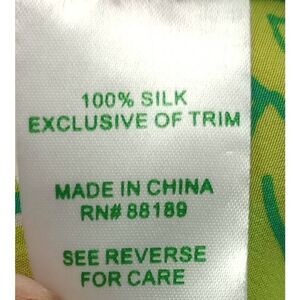 100% SILK
EXCLUSIVE OF TRIM
MADE IN CHINA
RN# 88189
SEE REVERSE
FOR CARE